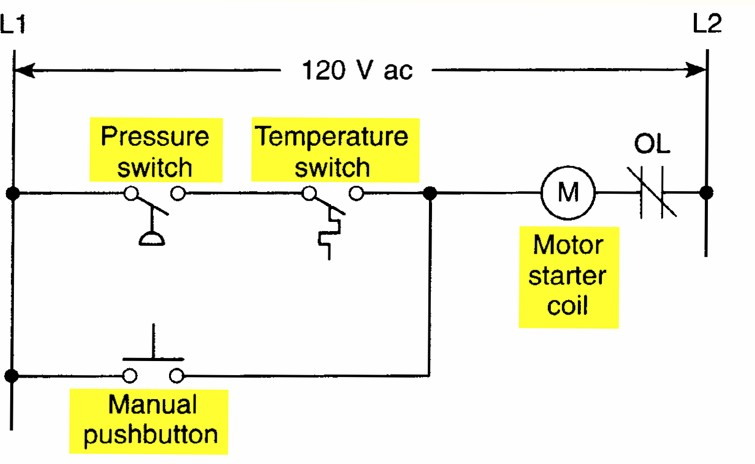 L1
L2
120 V ac
Pressure
switch
Temperature
switch
OL
M
Motor
starter
coil
Manual
pushbutton